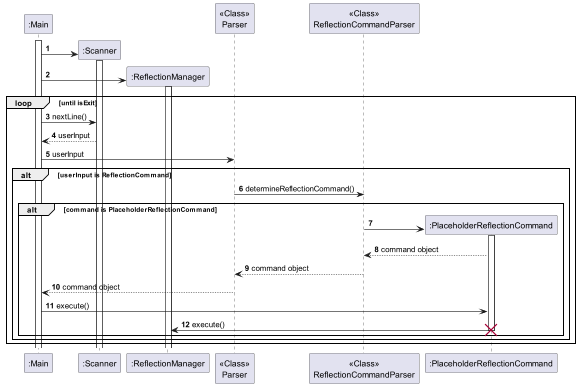 «Class»
«Class»
:Main
Parser
ReflectionCommandParser
1
:Scanner
2
:ReflectionManager
loop [until isExit]
3 nextLine()
4 userInput
5 userInput
alt [userInput is ReflectionCommand]
6 determineReflectionCommand()
alt [command is PlaceholderReflectionCommand]
7
:PlaceholderReflectionCommand
8 command object
9 command object
10 command object
11 execute()
12 execute()
:Main
:Scanner
:ReflectionManager
«Class»
Parser
«Class»
ReflectionCommandParser
:PlaceholderReflectionCommand